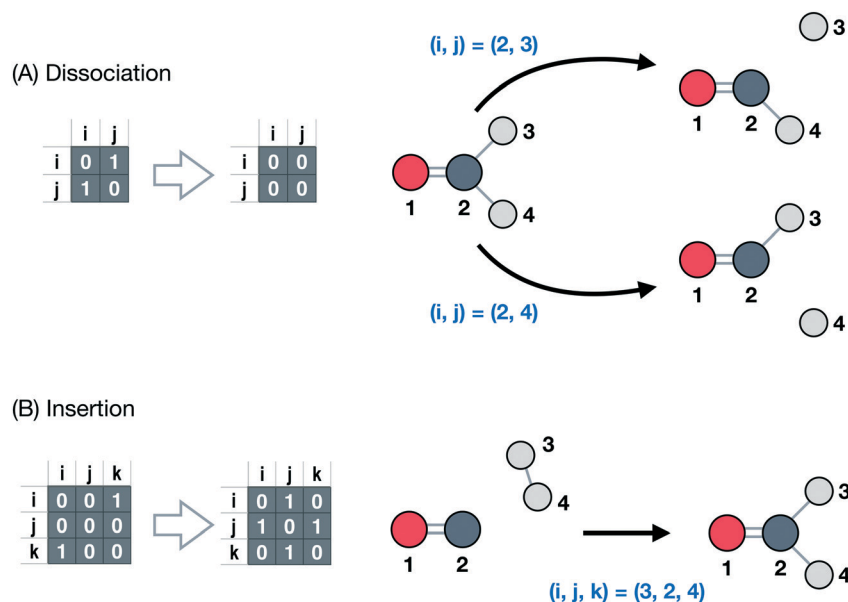 (A) Dissociation
i j
i 0 1
j 1 0
i j
i 0 0
j 0 0
(i, j) = (2, 3)
1 2 3 4
3
1 2 4
(i, j) = (2, 4)
3
1 2
4
(B) Insertion
i j k
i 0 0 1
j 0 0 0
k 1 0 0
i j k
i 0 1 0
j 1 0 1
k 0 1 0
3
4
1 2
(i, j, k) = (3, 2, 4)
3
1 2
4